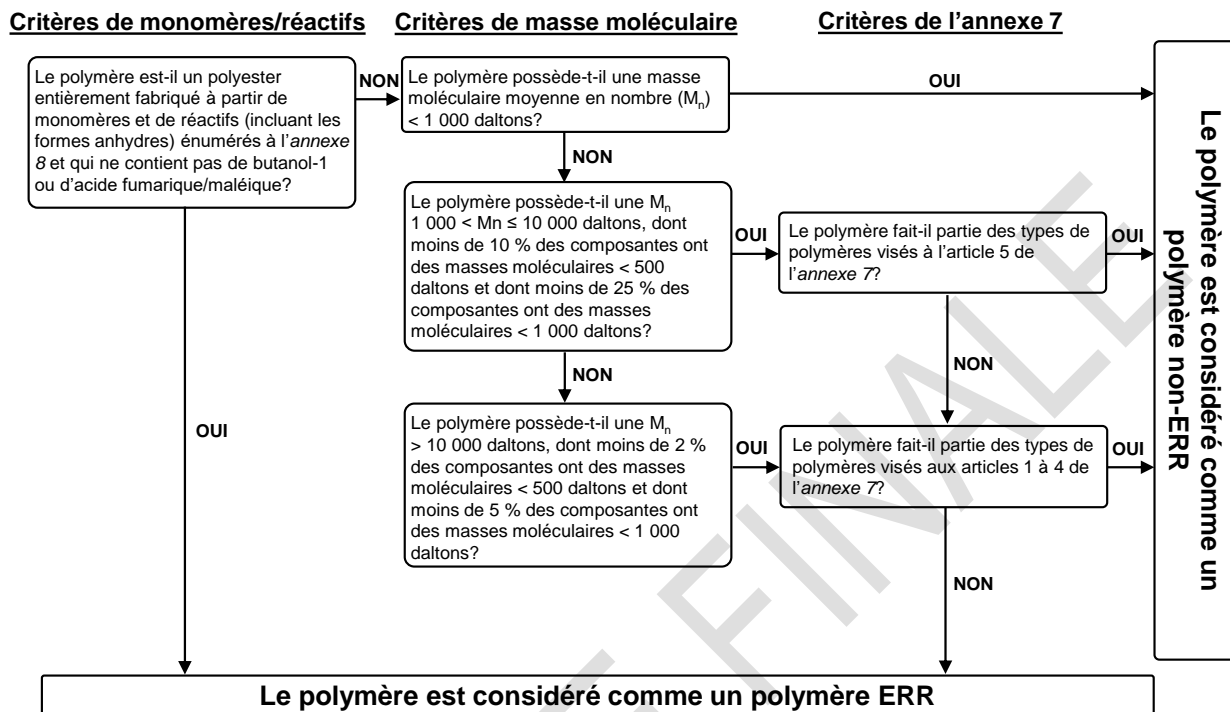 Critères de monomères/réactifs
Critères de masse moléculaire
Critères de l'annexe 7
Le polymère est-il un polyester
entièrement fabriqué à partir de
monomères et de réactifs (incluant les
formes anhydres) énumérés à l'annexe
8 et qui ne contient pas de butanol-1
ou d'acide fumarique/maléique?
NON
Le polymère possède-t-il une masse
moléculaire moyenne en nombre (Mn)
< 1 000 daltons?
OUI
NON
Le polymère possède-t-il une Mn
1 000 < Mn ≤ 10 000 daltons, dont
moins de 10 % des composantes ont
des masses moléculaires < 500
daltons et dont moins de 25 % des
composantes ont des masses
moléculaires < 1 000 daltons?
OUI
Le polymère fait-il partie des types de
polymères visés à l'article 5 de
l'annexe 7?
OUI
NON
NON
OUI
Le polymère possède-t-il une Mn
> 10 000 daltons, dont moins de 2 %
des composantes ont des masses
moléculaires < 500 daltons et dont
moins de 5 % des composantes ont
des masses moléculaires < 1 000
daltons?
OUI
Le polymère fait-il partie des types de
polymères visés aux articles 1 à 4 de
l'annexe 7?
OUI
NON
Le polymère est considéré comme un
polymère non-ERR
Le polymère est considéré comme un polymère ERR
FINALE